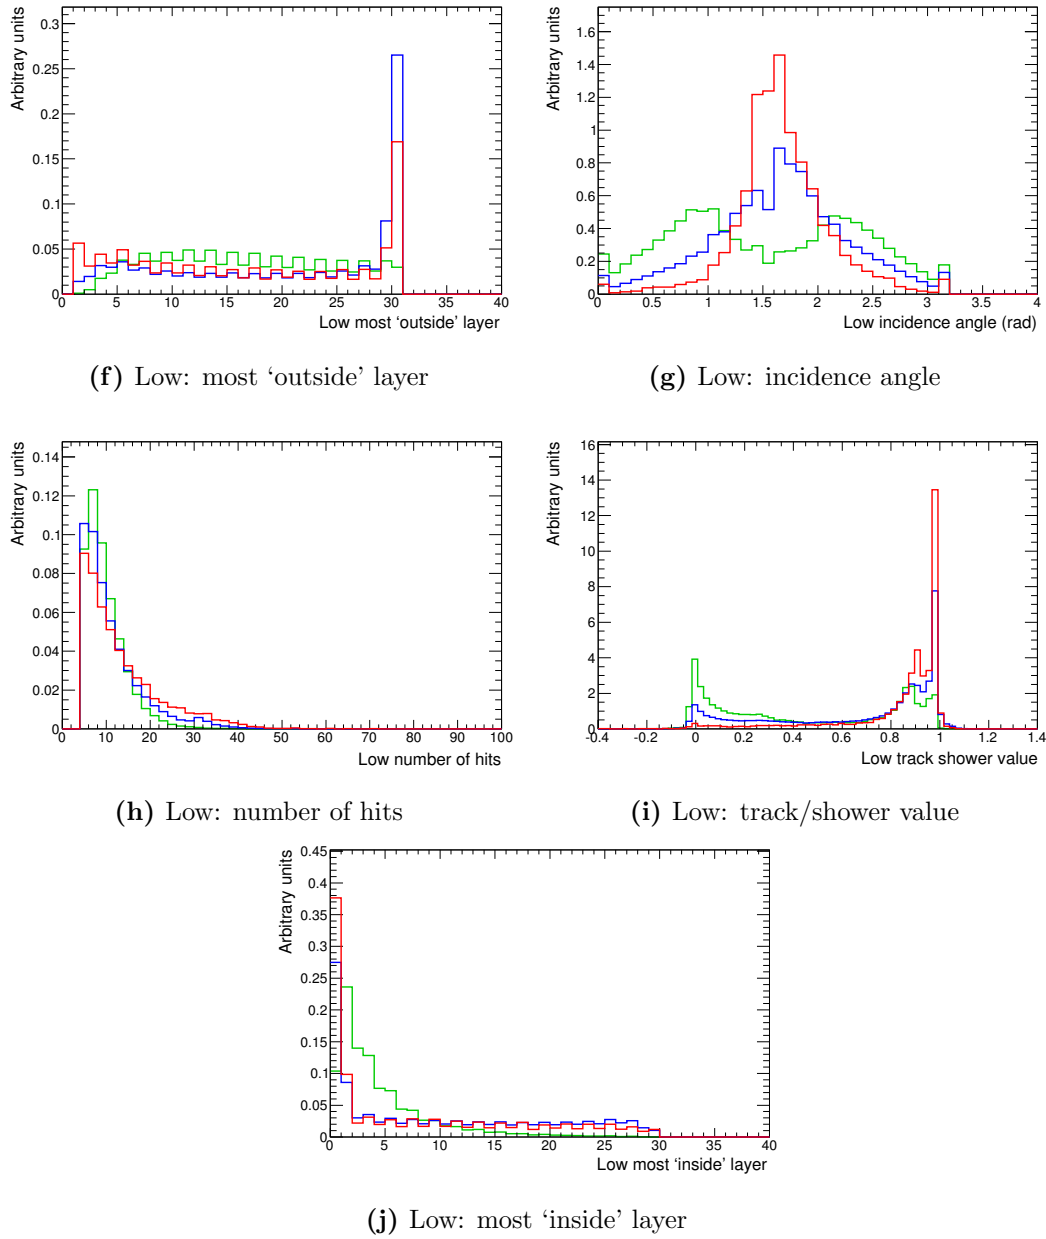 Arbitrary units
0.3
0.25
0.2
0.15
0.1
0.05
0
0 5 10 15 20 25 30 35 40
Low most ‘outside’ layer
(f) Low: most ‘outside’ layer
Arbitrary units
1.6
1.4
1.2
1
0.8
0.6
0.4
0.2
0
0 0.5 1 1.5 2 2.5 3 3.5 4
Low incidence angle (rad)
(g) Low: incidence angle
Arbitrary units
0.14
0.12
0.1
0.08
0.06
0.04
0.02
0
0 10 20 30 40 50 60 70 80 90 100
Low number of hits
(h) Low: number of hits
Arbitrary units
16
14
12
10
8
6
4
2
0
-0.4 -0.2 0 0.2 0.4 0.6 0.8 1 1.2 1.4
Low track shower value
(i) Low: track/shower value
Arbitrary units
0.45
0.4
0.35
0.3
0.25
0.2
0.15
0.1
0.05
0
0 5 10 15 20 25 30 35 40
Low most ‘inside’ layer
(j) Low: most ‘inside’ layer